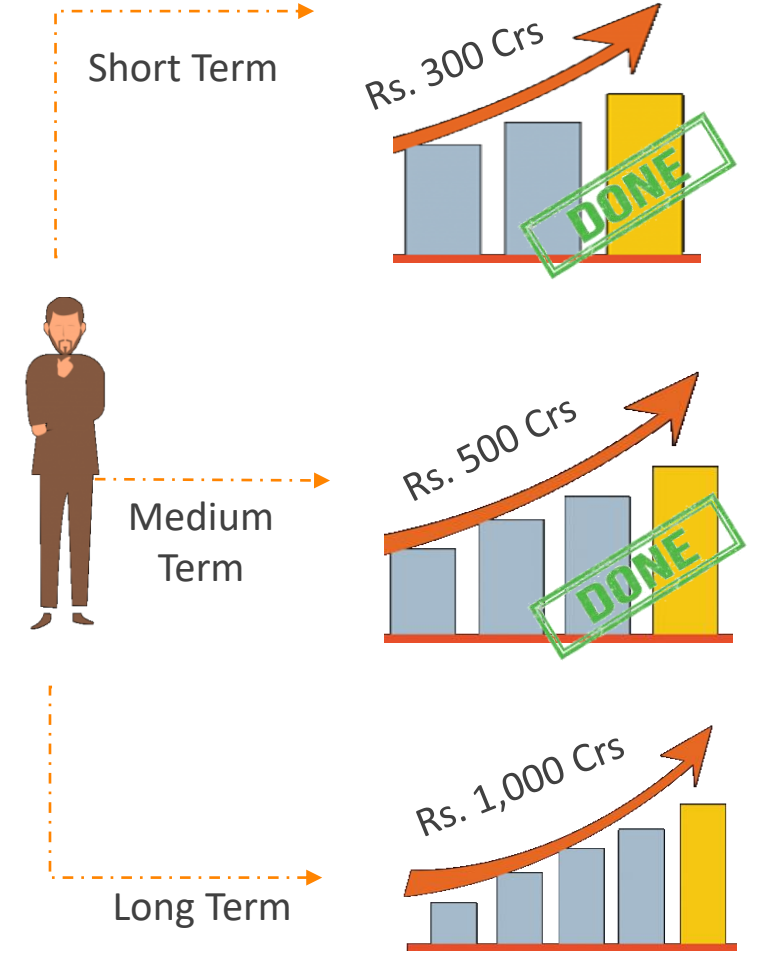 Short Term
Rs. 300 Crs
DONE
Medium
Term
Rs. 500 Crs
DONE
Long Term
Rs. 1,000 Crs